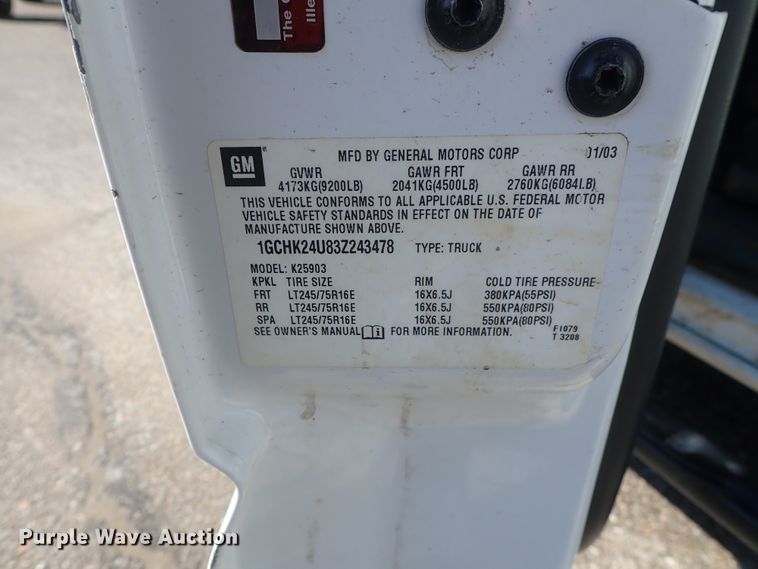 The
Ille
GM
MFD BY GENERAL MOTORS CORP 01/03
GVWR GAWR FRT GAWR RR
4173KG(9200LB) 2041KG(4500LB) 2760KG(6084LB)
THIS VEHICLE CONFORMS TO ALL APPLICABLE U.S. FEDERAL MOTOR
VEHICLE SAFETY STANDARDS IN EFFECT ON THE DATE OF
MANUFACTURE SHOWN ABOVE.
1GCHK24U83Z243478 TYPE: TRUCK
MODEL: K25903
KPKL TIRE SIZE RIM COLD TIRE PRESSURE
FRT LT245/75R16E 16X6.5J 380KPA(55PSI)
RR LT245/75R16E 16X6.5J 550KPA(80PSI)
SPA LT245/75R16E 16X6.5J 550KPA(80PSI)
SEE OWNER'S MANUAL FOR MORE INFORMATION.
F1079
T 3208
Purple Wave Auction